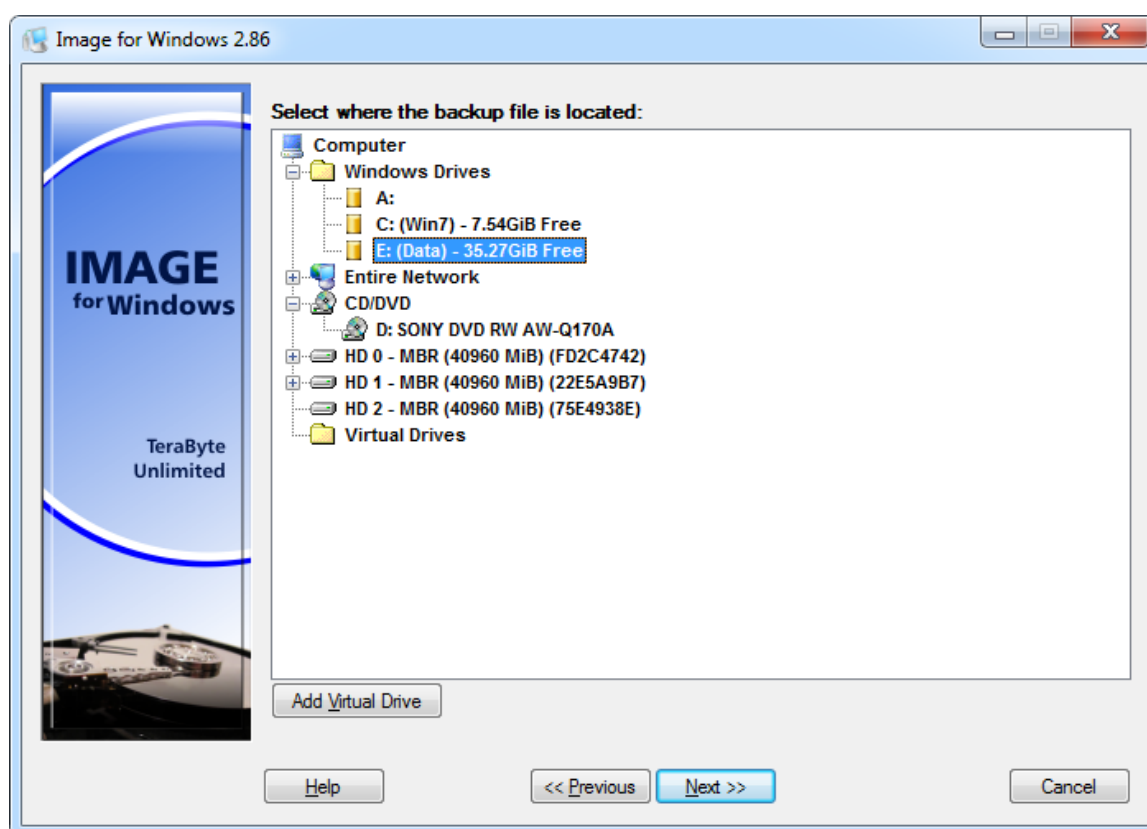 Image for Windows 2.86
IMAGE
for Windows
TeraByte
Unlimited
Select where the backup file is located:
Computer
Windows Drives
A:
C: (Win7) - 7.54GiB Free
E: (Data) - 35.27GiB Free
Entire Network
CD/DVD
D: SONY DVD RW AW-Q170A
HD 0 - MBR (40960 MiB) (FD2C4742)
HD 1 - MBR (40960 MiB) (22E5A9B7)
HD 2 - MBR (40960 MiB) (75E4938E)
Virtual Drives
Add Virtual Drive
Help
<< Previous
Next >>
Cancel